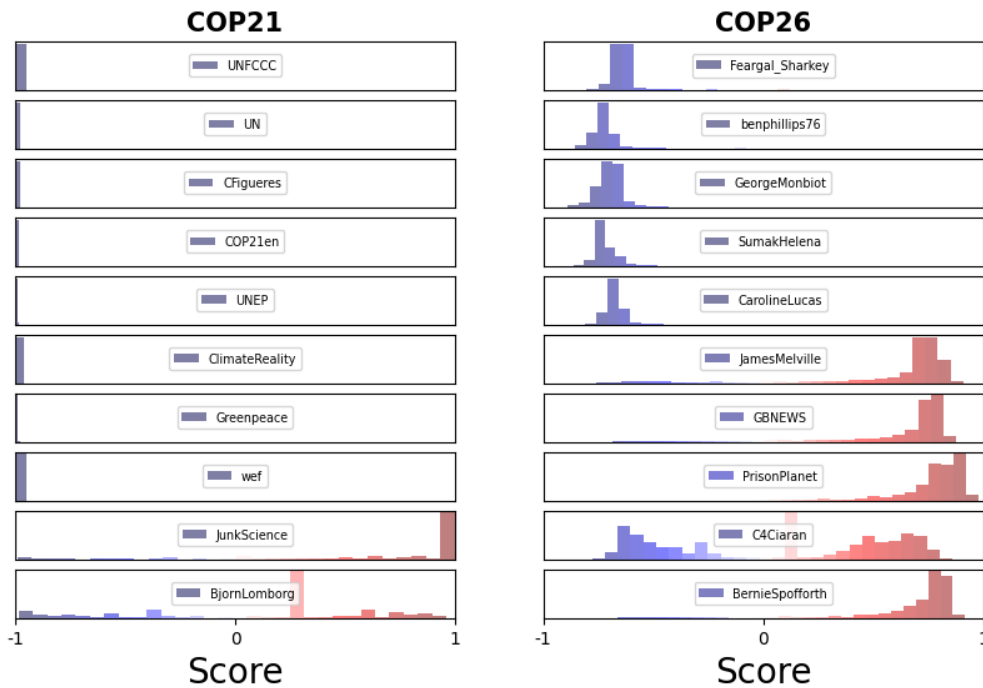 COP21
COP26
UNFCCC
Feargal_Sharkey
UN
benphillips76
CFigueres
GeorgeMonbiot
COP21en
SumakHelena
UNEP
CarolineLucas
ClimateReality
JamesMelville
Greenpeace
GBNEWS
wef
PrisonPlanet
JunkScience
C4Ciaran
BjornLomborg
BernieSpofforth
-1 0 1
-1 0 1
Score
Score